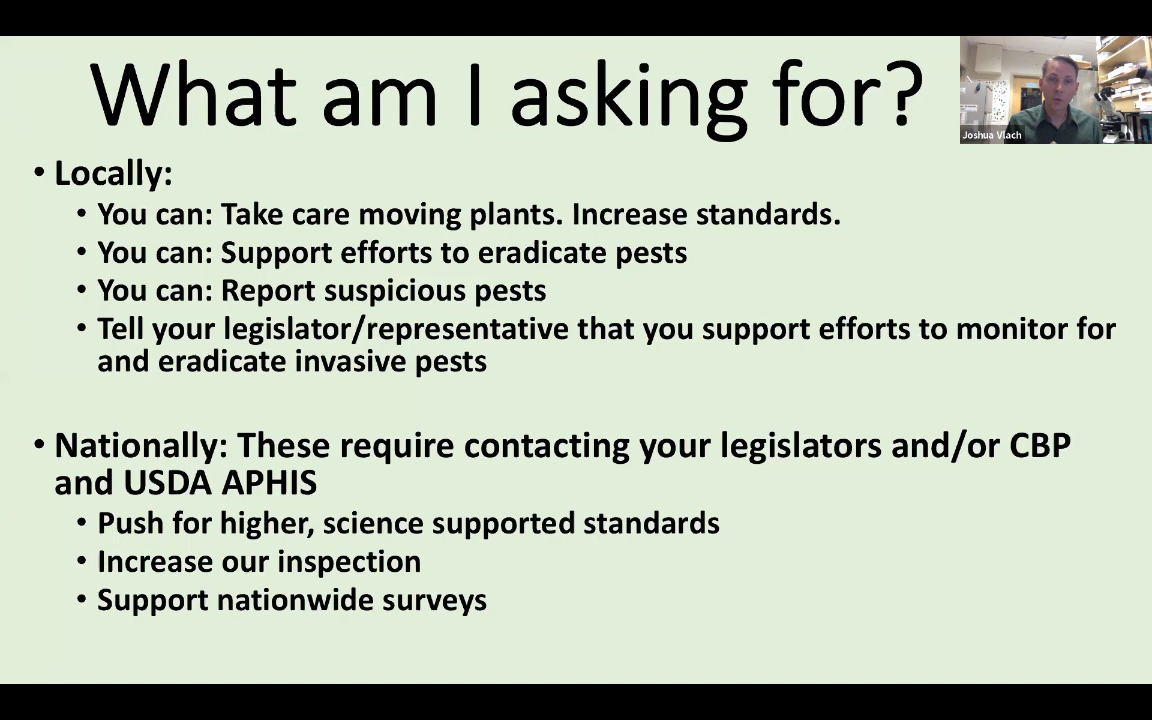 What am I asking for?
Joshua Vlach
• Locally:
• You can: Take care moving plants. Increase standards.
• You can: Support efforts to eradicate pests
• You can: Report suspicious pests
• Tell your legislator/representative that you support efforts to monitor for
and eradicate invasive pests
• Nationally: These require contacting your legislators and/or CBP
and USDA APHIS
• Push for higher, science supported standards
• Increase our inspection
• Support nationwide surveys